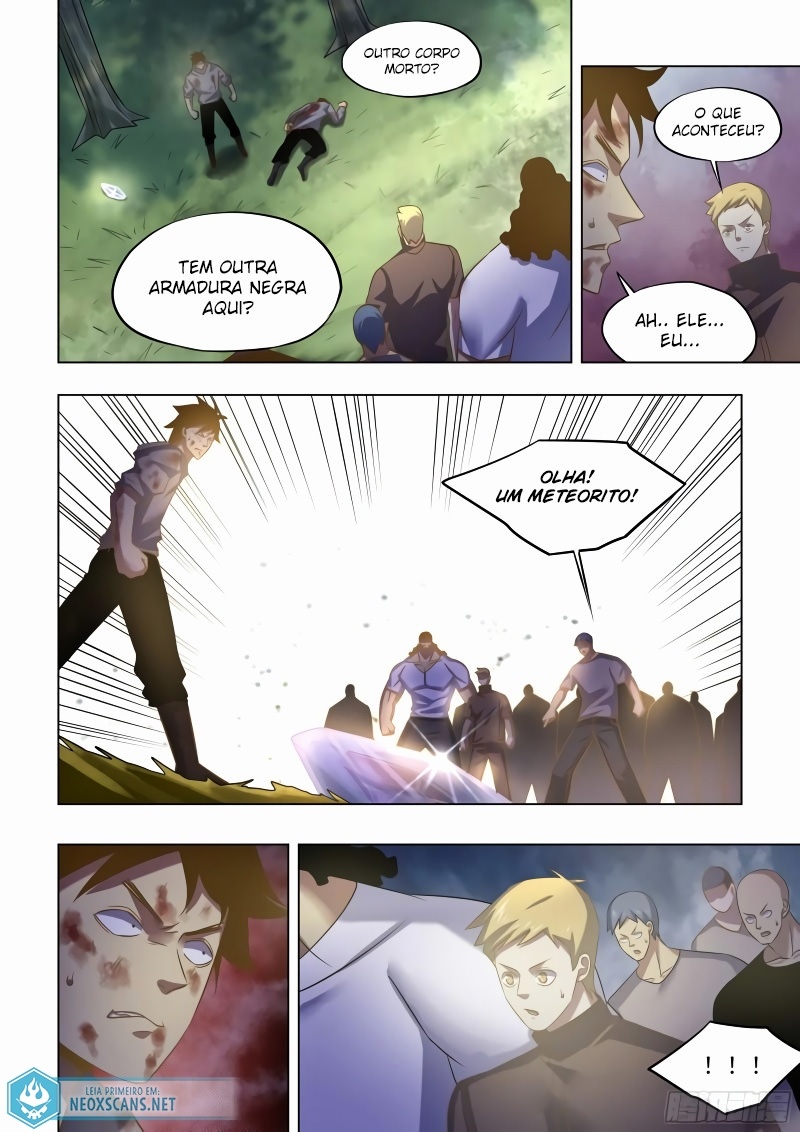 OUTRO CORPO
MORTO?
O QUE
ACONTECEU?
TEM OUTRA
ARMADURA NEGRA
AQUI?
AH.. ELE...
EU...
OLHA!
UM METEORITO!
! ! !
LEIA PRIMEIRO EM:
NEOXSCANS.NET